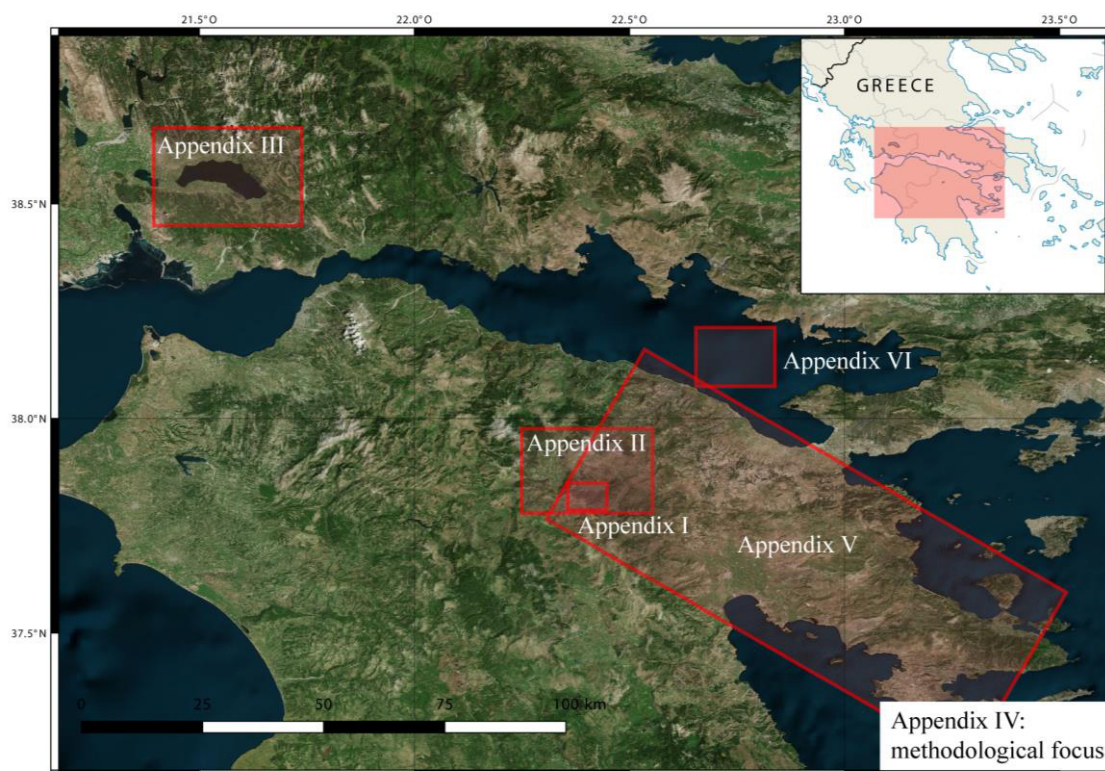 21.5°E
22.0°E
22.5°E
23.0°E
23.5°E
GREECE
Appendix III
38.5°N
Appendix VI
38.0°N
Appendix II
Appendix I
Appendix V
37.5°N
0 25 50 75 100 km
Appendix IV:
methodological focus